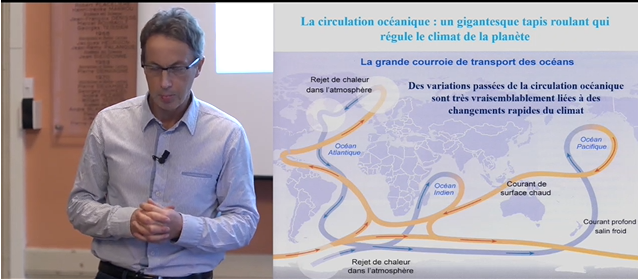 La circulation océanique : un gigantesque tapis roulant qui
régule le climat de la planète
La grande courroie de transport des océans
Rejet de chaleur
dans l'atmosphère
Des variations passées de la circulation océanique
sont très vraisemblablement liées à des
changements rapides du climat
Océan
Atlantique
Océan
Pacifique
Océan
Indien
Courant de
surface chaud
Courant profond
salin froid
Rejet de chaleur
dans l'atmosphère